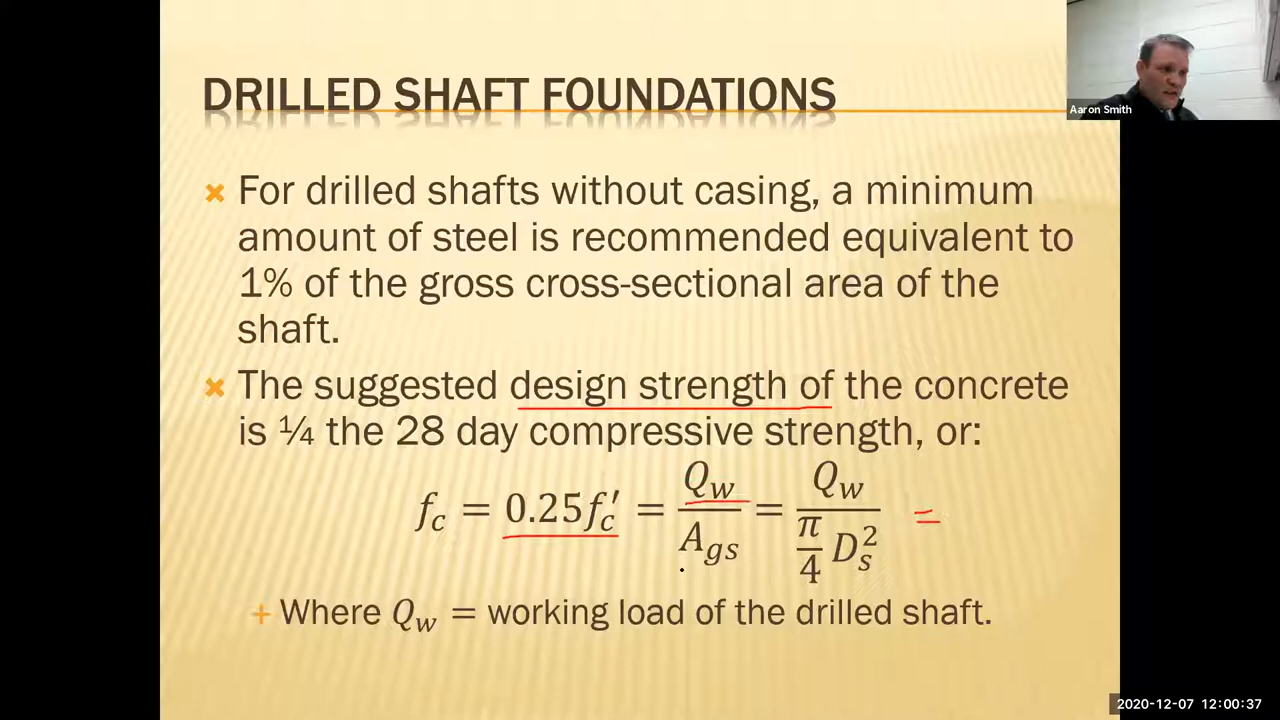 DRILLED SHAFT FOUNDATIONS
Aaron Smith
For drilled shafts without casing, a minimum
amount of steel is recommended equivalent to
1% of the gross cross-sectional area of the
shaft.
The suggested design strength of the concrete
is ¼ the 28 day compressive strength, or:
f_c = 0.25f_c′ = Q_w / A_gs = Q_w / (π/4 D_s²) =
+ Where Q_w = working load of the drilled shaft.
2020-12-07 12:00:37